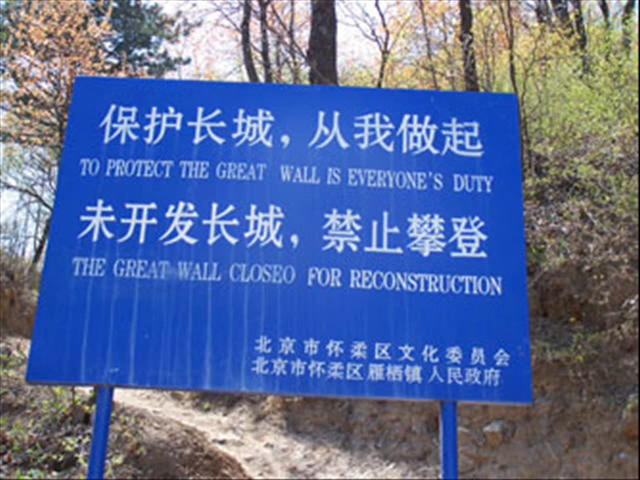 保护长城，从我做起
TO PROTECT THE GREAT WALL IS EVERYONE'S DUTY
未开发长城，禁止攀登
THE GREAT WALL CLOSEO FOR RECONSTRUCTION
北京市怀柔区文化委员会
北京市怀柔区雁栖镇人民政府